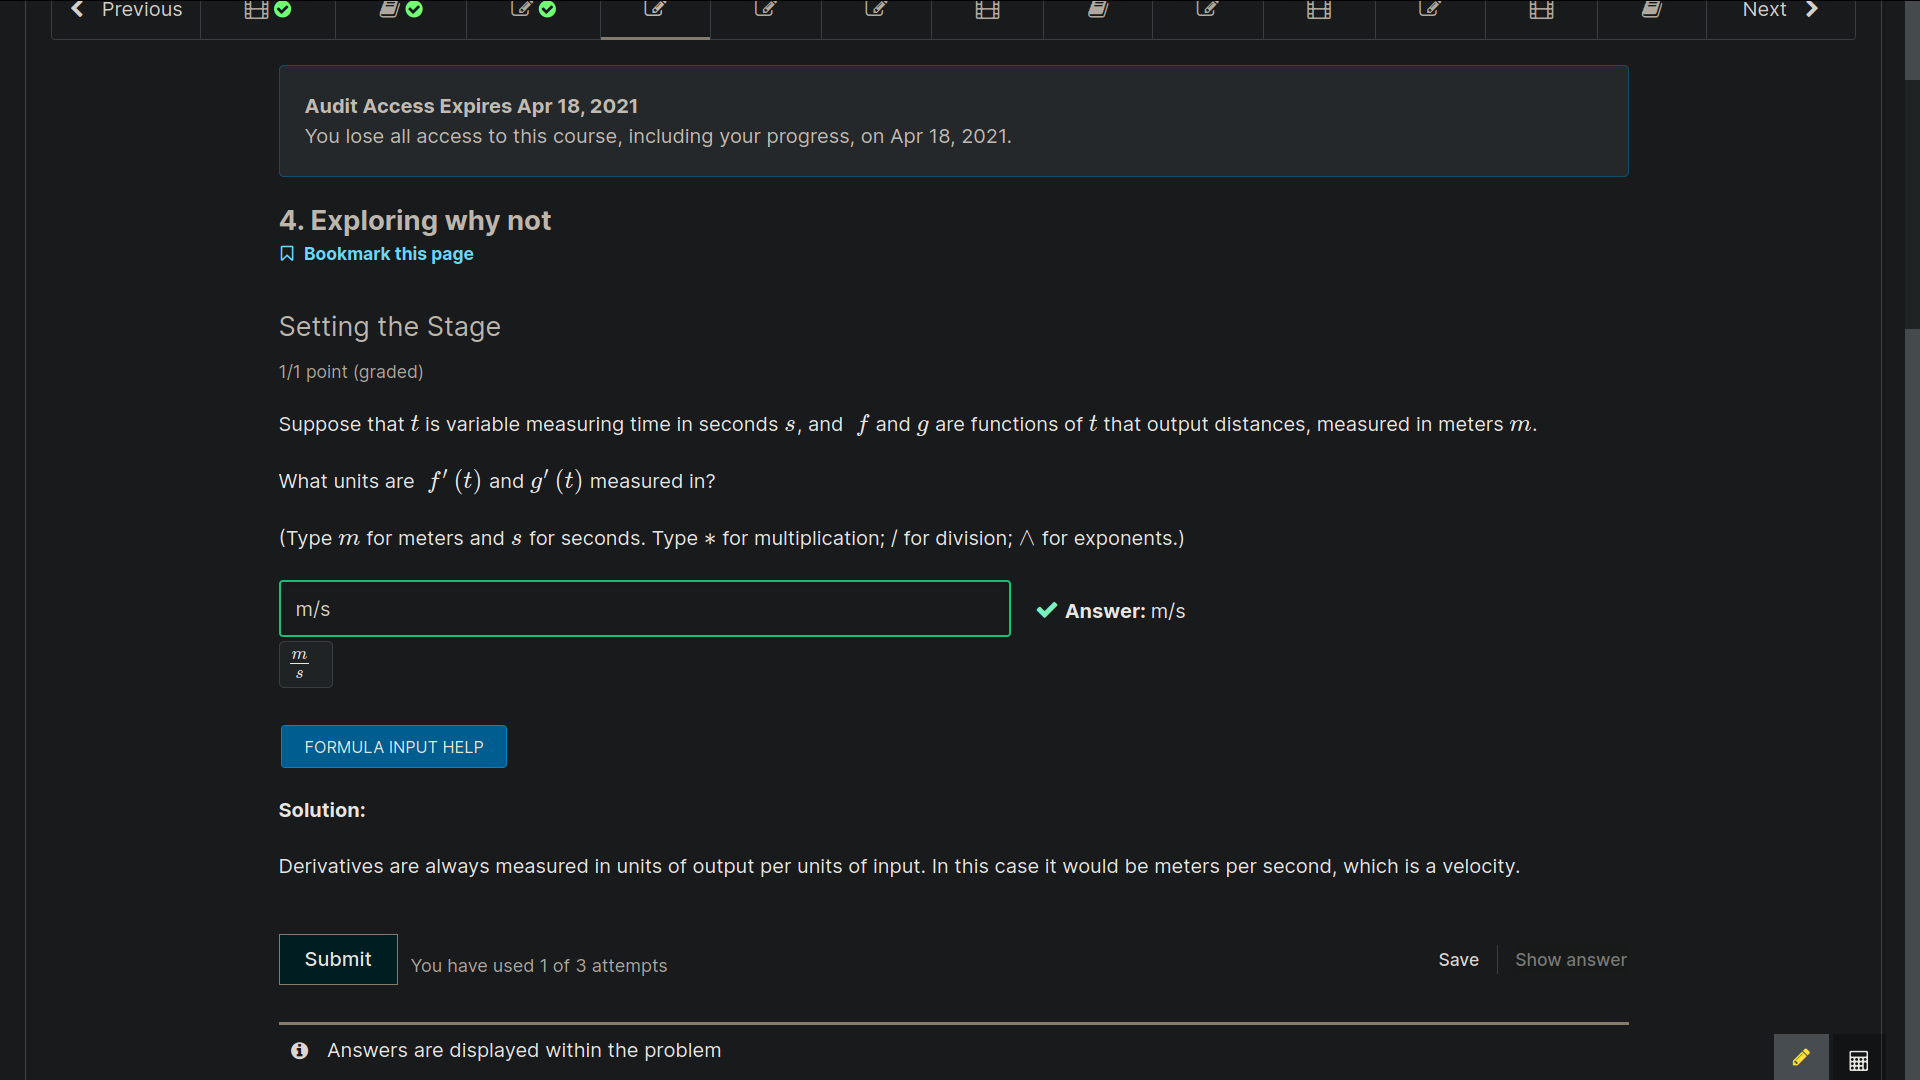 Previous
Next
Audit Access Expires Apr 18, 2021
You lose all access to this course, including your progress, on Apr 18, 2021.
4. Exploring why not
Bookmark this page
Setting the Stage
1/1 point (graded)
Suppose that t is variable measuring time in seconds s, and f and g are functions of t that output distances, measured in meters m.
What units are f′ (t) and g′ (t) measured in?
(Type m for meters and s for seconds. Type * for multiplication; / for division; ∧ for exponents.)
m/s
Answer: m/s
m
s
FORMULA INPUT HELP
Solution:
Derivatives are always measured in units of output per units of input. In this case it would be meters per second, which is a velocity.
Submit
You have used 1 of 3 attempts
Save
Show answer
Answers are displayed within the problem